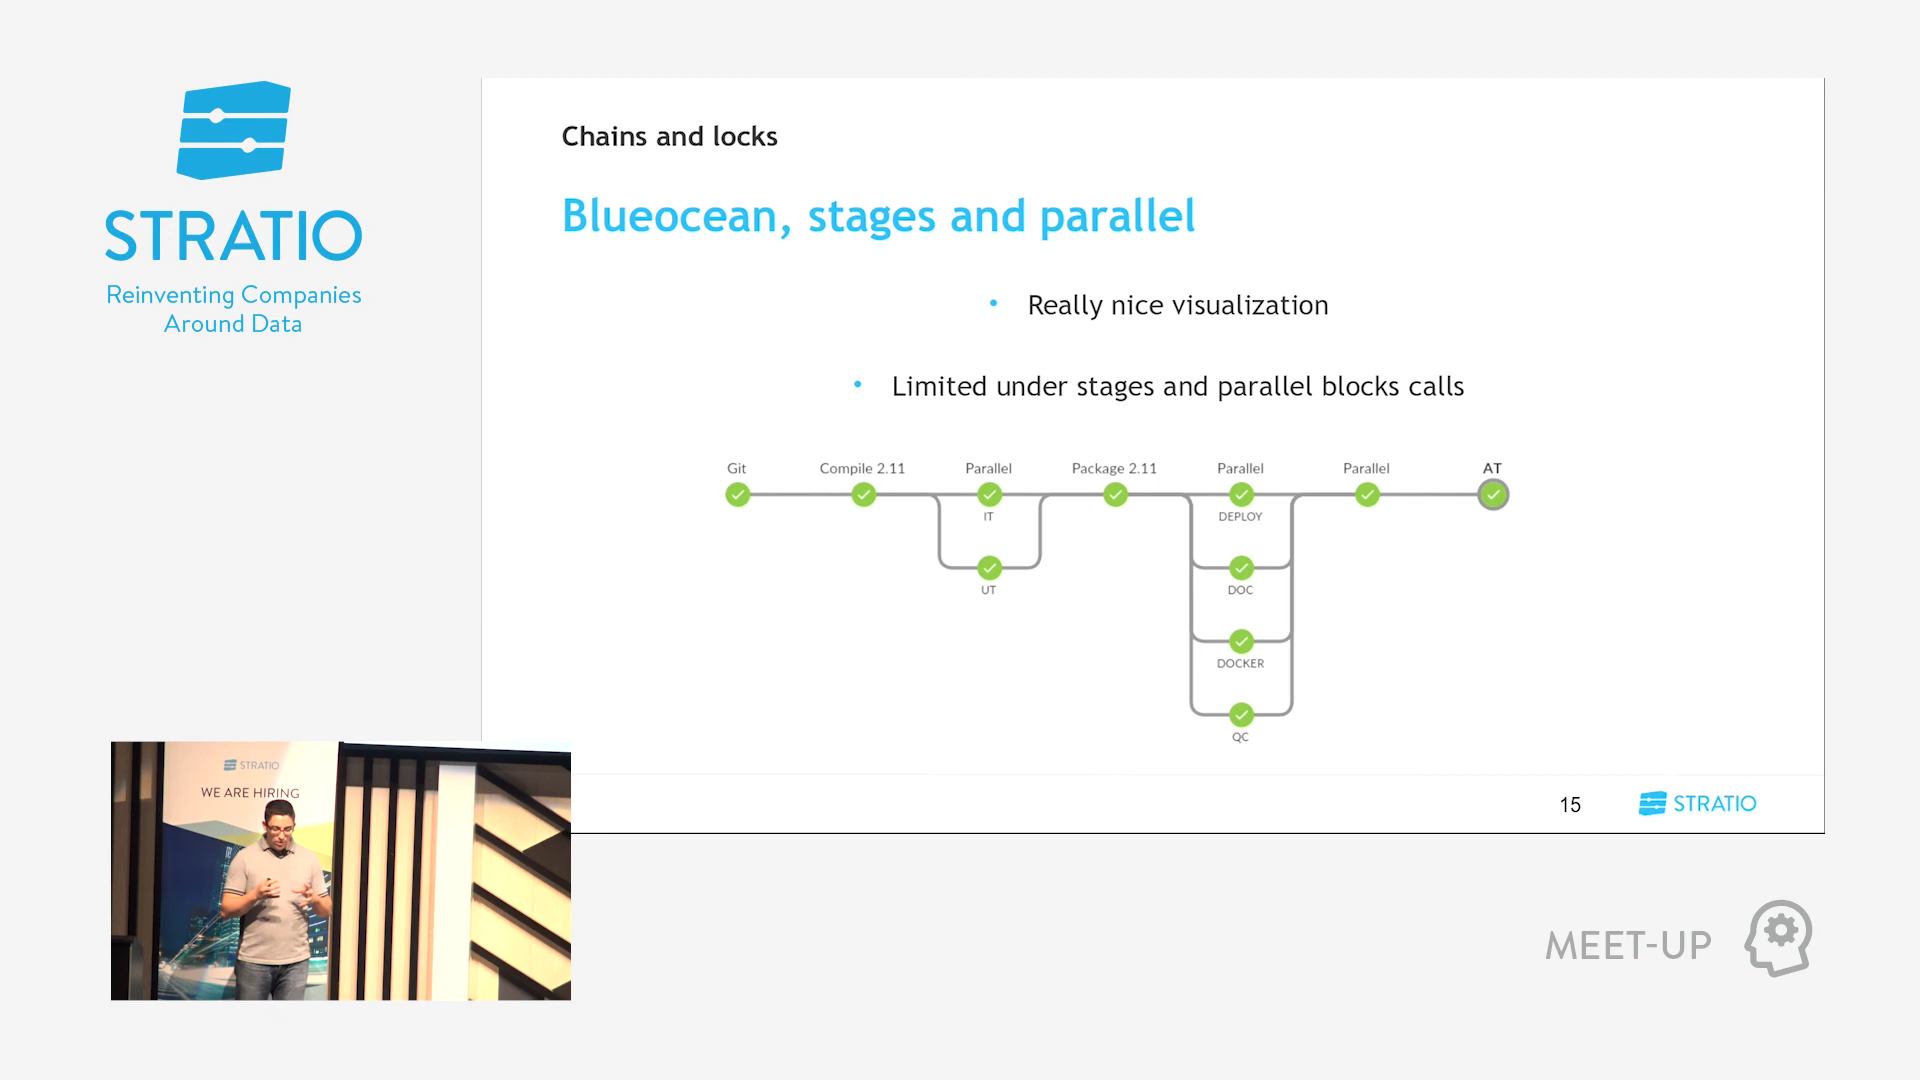 STRATIO
Reinventing Companies
Around Data
Chains and locks
Blueocean, stages and parallel
• Really nice visualization
• Limited under stages and parallel blocks calls
Git Compile 2.11 Parallel Package 2.11 Parallel Parallel AT
IT DEPLOY
UT DOC
DOCKER
QC
15 STRATIO
STRATIO
WE ARE HIRING
MEET-UP